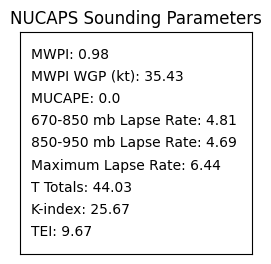 NUCAPS Sounding Parameters
MWPI: 0.98
MWPI WGP (kt): 35.43
MUCAPE: 0.0
670-850 mb Lapse Rate: 4.81
850-950 mb Lapse Rate: 4.69
Maximum Lapse Rate: 6.44
T Totals: 44.03
K-index: 25.67
TEI: 9.67